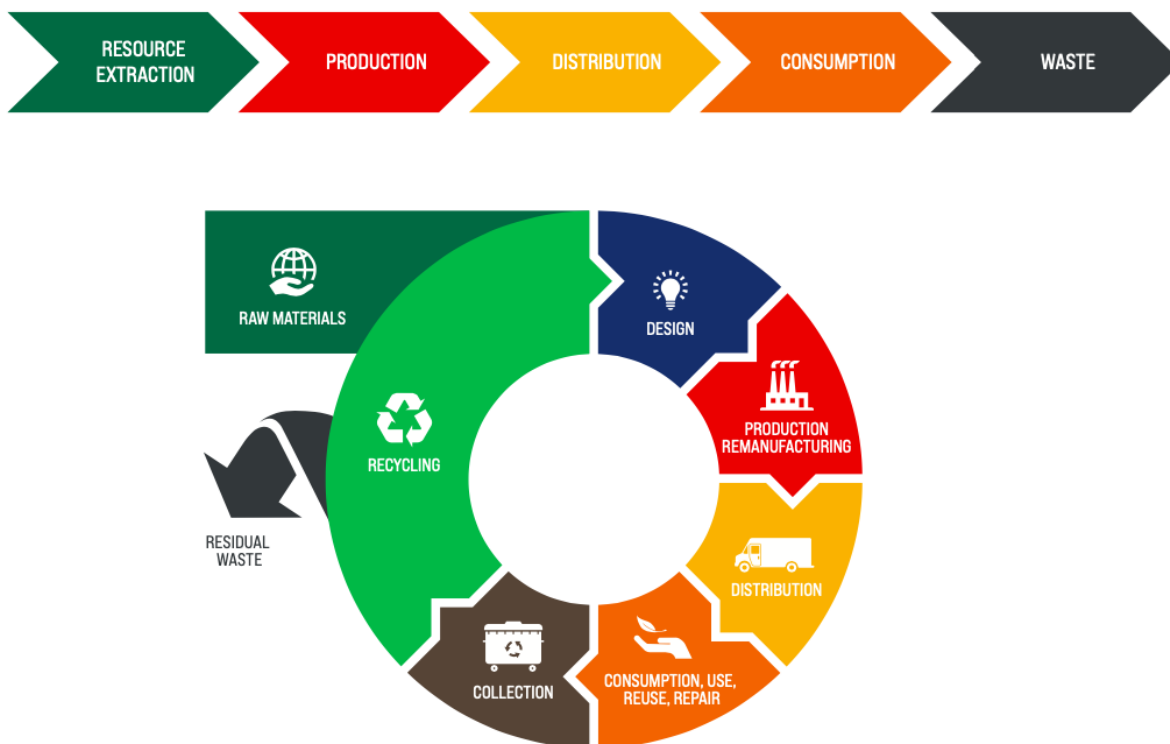 RESOURCE
EXTRACTION
PRODUCTION
DISTRIBUTION
CONSUMPTION
WASTE
RAW MATERIALS
DESIGN
PRODUCTION
REMANUFACTURING
RECYCLING
RESIDUAL
WASTE
DISTRIBUTION
COLLECTION
CONSUMPTION, USE,
REUSE, REPAIR